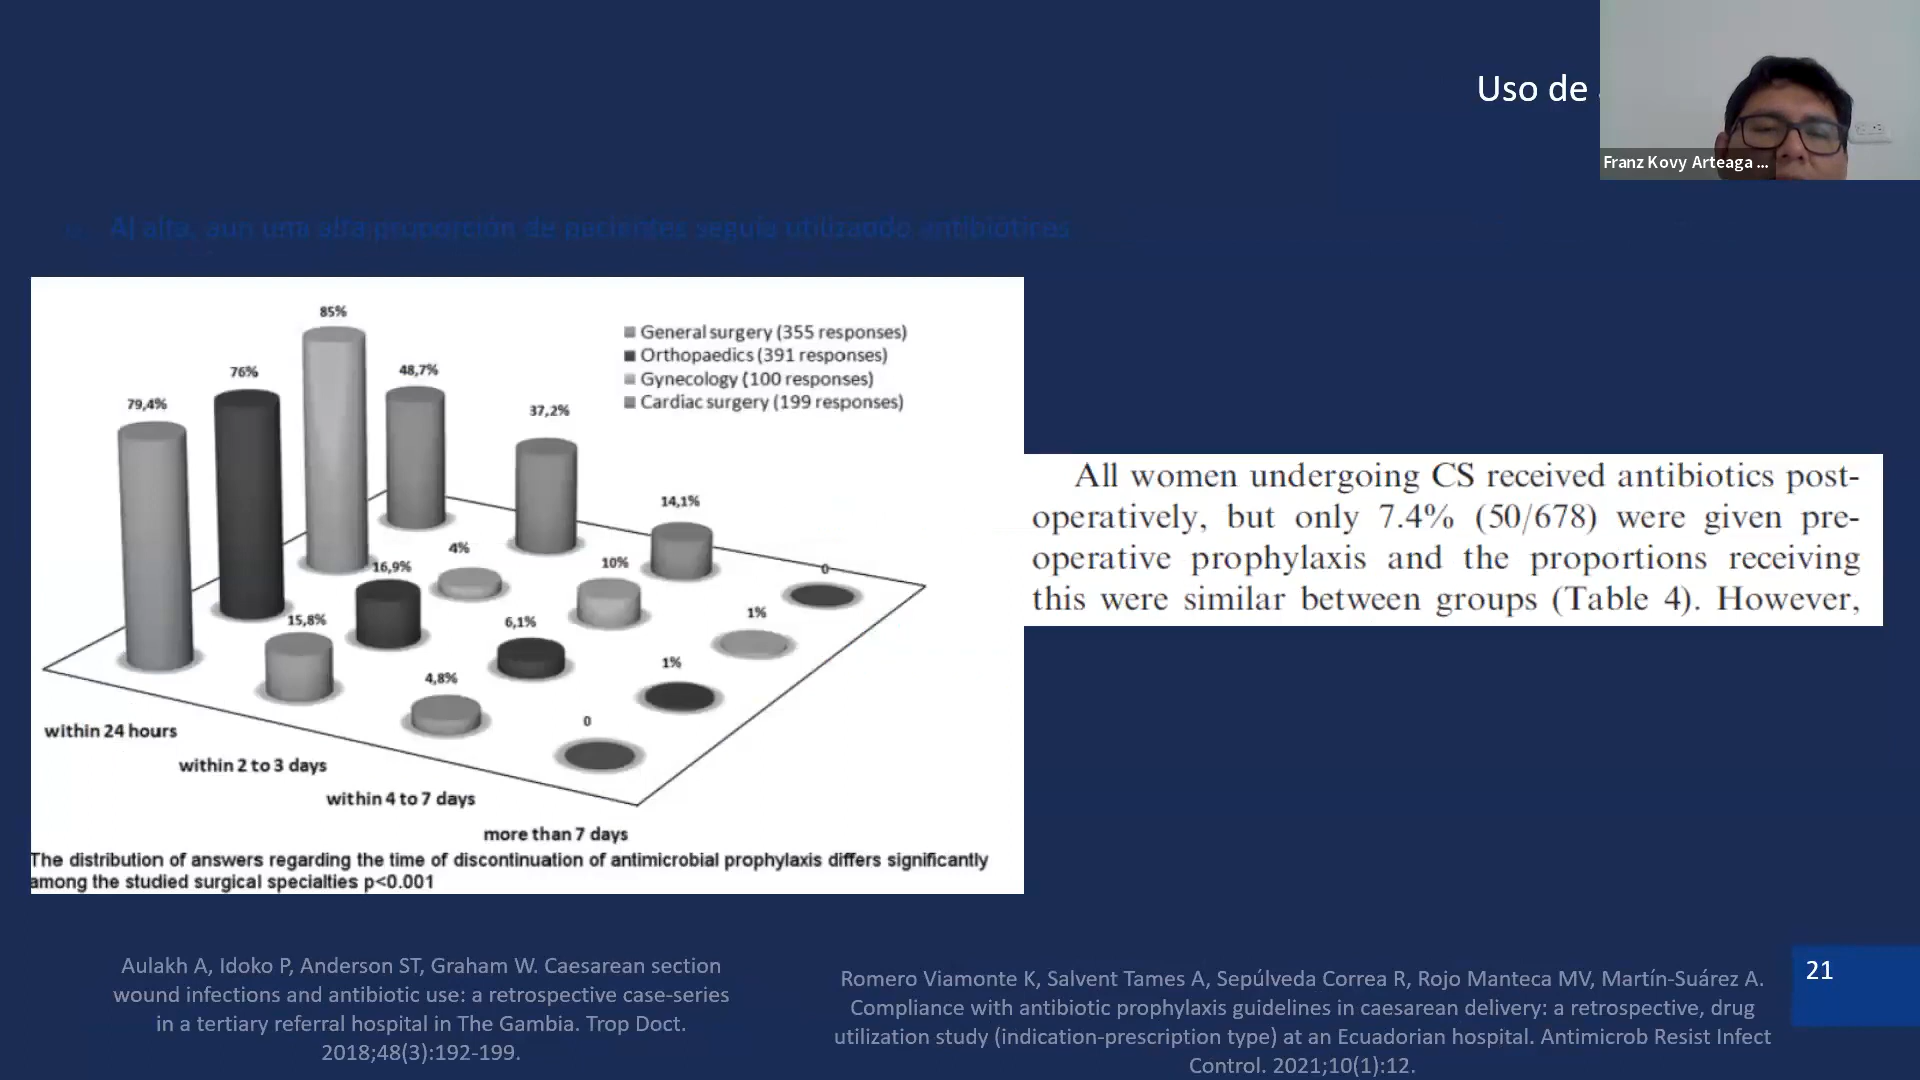 Uso de
Franz Kovy Arteaga ...
Al alta, aun una alta proporción de pacientes seguía utilizando antibióticos
85%
76%
79,4%
48,7%
37,2%
14,1%
0
16,9%
4%
10%
1%
15,8%
6,1%
1%
4,8%
0
General surgery (355 responses)
Orthopaedics (391 responses)
Gynecology (100 responses)
Cardiac surgery (199 responses)
within 24 hours
within 2 to 3 days
within 4 to 7 days
more than 7 days
The distribution of answers regarding the time of discontinuation of antimicrobial prophylaxis differs significantly
among the studied surgical specialties p<0.001
All women undergoing CS received antibiotics post-
operatively, but only 7.4% (50/678) were given pre-
operative prophylaxis and the proportions receiving
this were similar between groups (Table 4). However,
Aulakh A, Idoko P, Anderson ST, Graham W. Caesarean section
wound infections and antibiotic use: a retrospective case-series
in a tertiary referral hospital in The Gambia. Trop Doct.
2018;48(3):192-199.
Romero Viamonte K, Salvent Tames A, Sepúlveda Correa R, Rojo Manteca MV, Martín-Suárez A.
Compliance with antibiotic prophylaxis guidelines in caesarean delivery: a retrospective, drug
utilization study (indication-prescription type) at an Ecuadorian hospital. Antimicrob Resist Infect
Control. 2021;10(1):12.
21